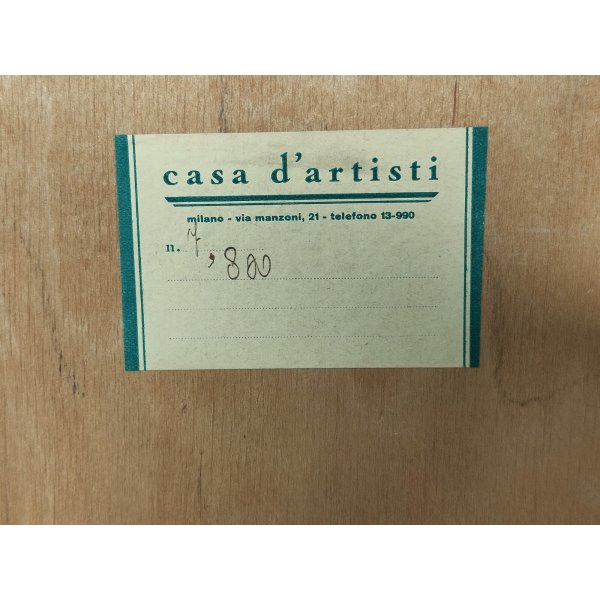 casa d'artisti
milano - via manzoni, 21 - telefono 13-990
n. 7
,800